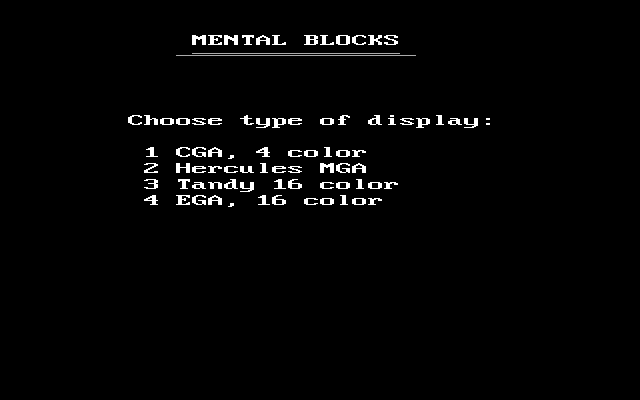 MENTAL BLOCKS
Choose type of display:
1 CGA, 4 color
2 Hercules MGA
3 Tandy 16 color
4 EGA, 16 color